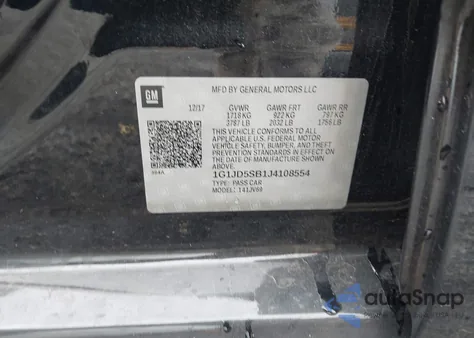 GM
MFD BY GENERAL MOTORS LLC
12/17 GVWR GAWR FRT GAWR RR
1718 KG 922 KG 797 KG
3787 LB 2032 LB 1756 LB
THIS VEHICLE CONFORMS TO ALL
APPLICABLE U.S. FEDERAL MOTOR
VEHICLE SAFETY, BUMPER, AND THEFT
PREVENTION STANDARDS IN EFFECT ON
THE DATE OF MANUFACTURE SHOWN
ABOVE.
1G1JD5SB1J4108554
TYPE: PASS CAR
MODEL: 141JV69
autoSnap